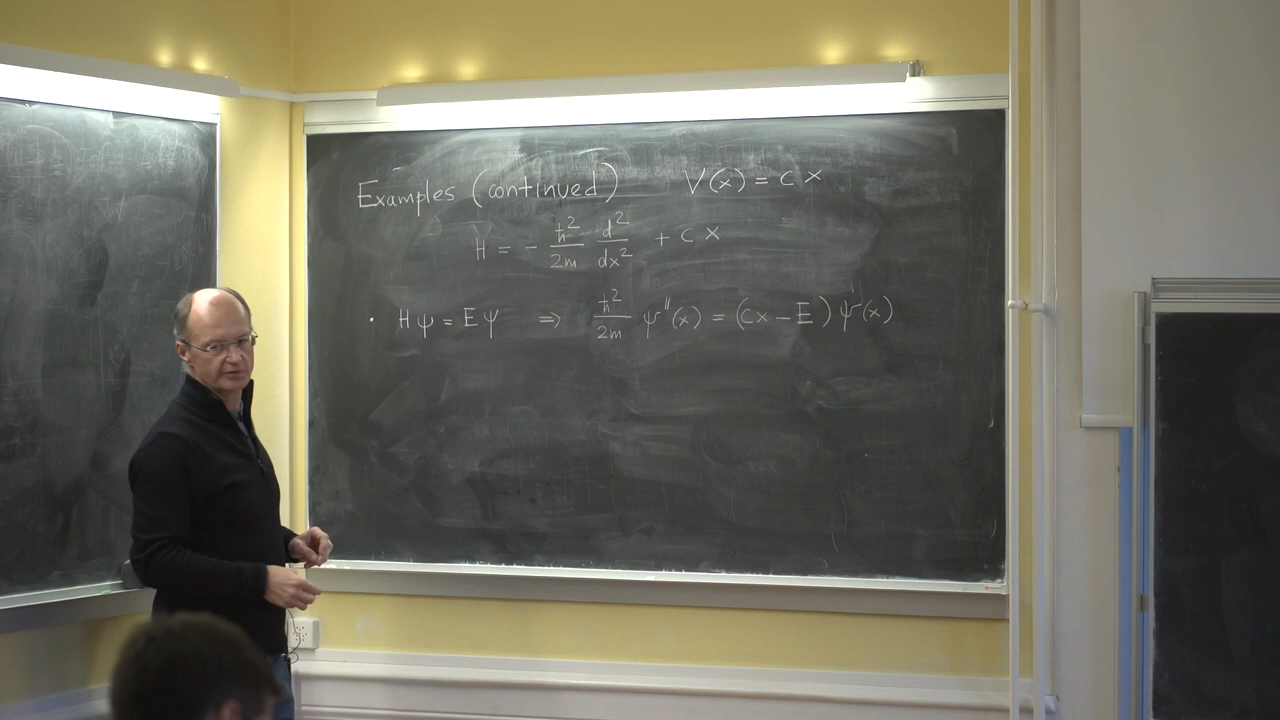 Examples (continued) V(x) = c x
H = - ħ²/2m d²/dx² + c x
· Hψ = Eψ ⇒ ħ²/2m ψ''(x) = (cx - E) ψ(x)